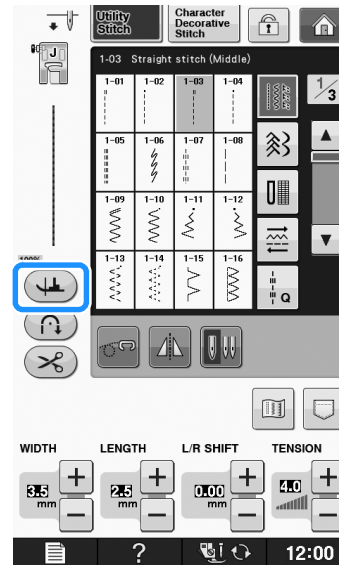 Utility
Stitch
Character
Decorative
Stitch
J
1-03 Straight stitch (Middle)
1/3
1-01 1-02 1-03 1-04
1-05 1-06 1-07 1-08
1-09 1-10 1-11 1-12
1-13 1-14 1-15 1-16
Q
100%
WIDTH LENGTH L/R SHIFT TENSION
3.5 mm + −
2.5 mm + −
0.00 mm + −
4.0 + −
? 12:00